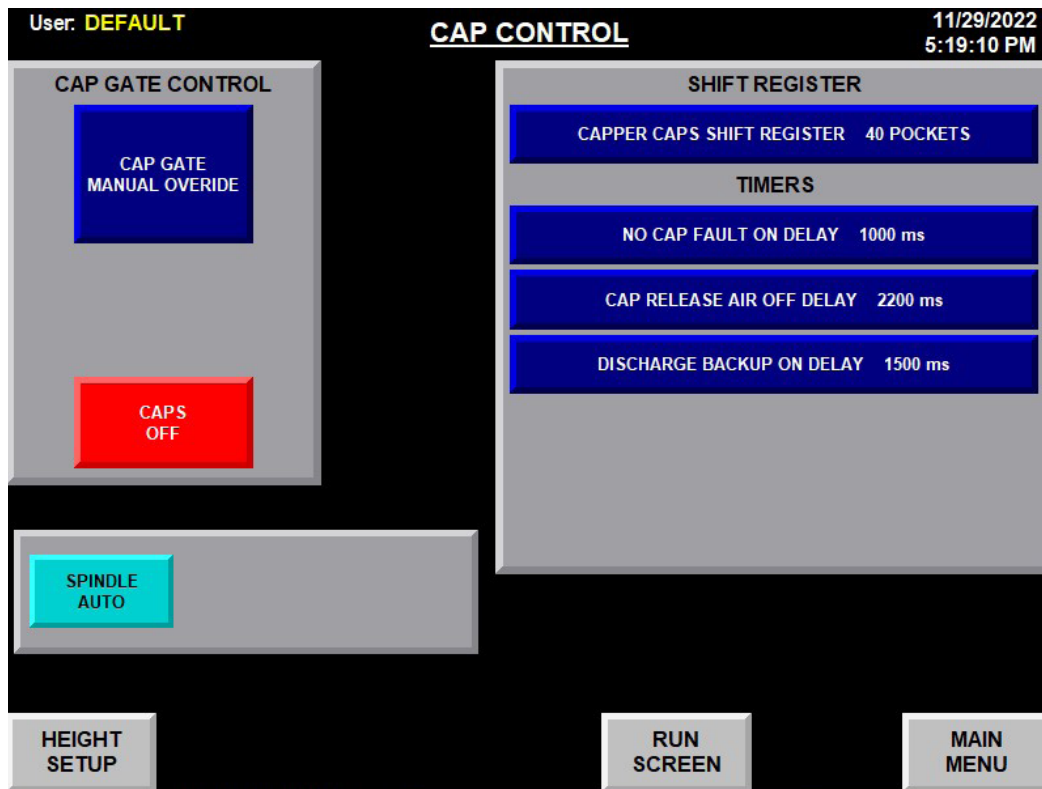 User: DEFAULT
CAP CONTROL
11/29/2022
5:19:10 PM
CAP GATE CONTROL
CAP GATE
MANUAL OVERIDE
CAPS
OFF
SPINDLE
AUTO
SHIFT REGISTER
CAPPER CAPS SHIFT REGISTER 40 POCKETS
TIMERS
NO CAP FAULT ON DELAY 1000 ms
CAP RELEASE AIR OFF DELAY 2200 ms
DISCHARGE BACKUP ON DELAY 1500 ms
HEIGHT
SETUP
RUN
SCREEN
MAIN
MENU